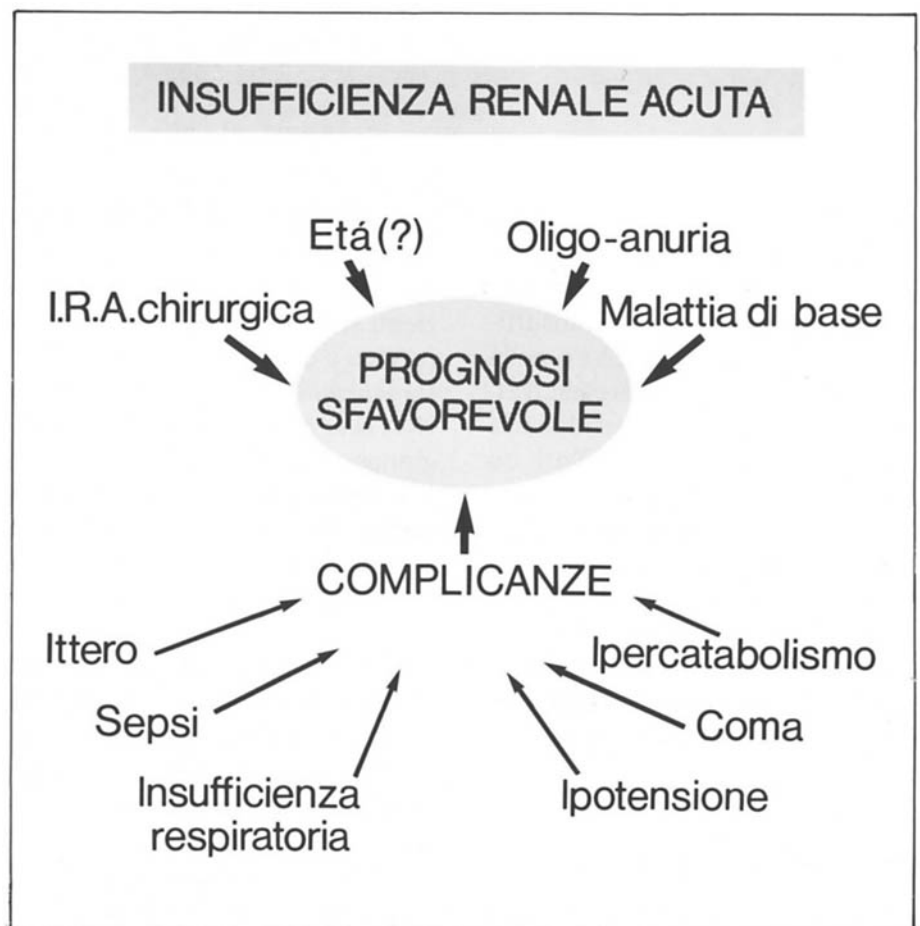 INSUFFICIENZA RENALE ACUTA
Etá(?)
Oligo-anuria
I.R.A.chirurgica
Malattia di base
PROGNOSI
SFAVOREVOLE
COMPLICANZE
Ittero
Ipercatabolismo
Sepsi
Coma
Insufficienza
respiratoria
Ipotensione